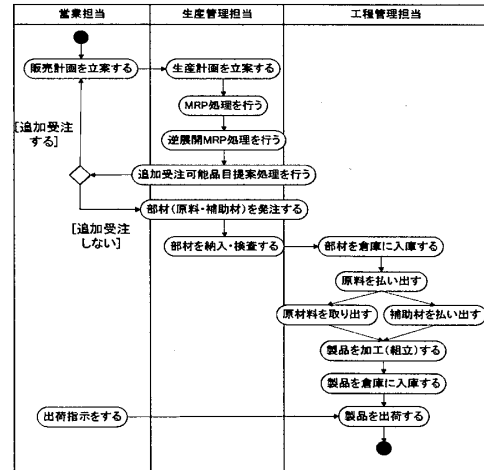 営業担当
生産管理担当
工程管理担当
販売計画を立案する
生産計画を立案する
MRP処理を行う
逆展開MRP処理を行う
[追加受注
する]
追加受注可能品目提案処理を行う
部材(原料・補助材)を発注する
[追加受注
しない]
部材を納入・検査する
部材を倉庫に入庫する
原料を払い出す
原材料を取り出す
補助材を払い出す
製品を加工(組立)する
製品を倉庫に入庫する
出荷指示をする
製品を出荷する